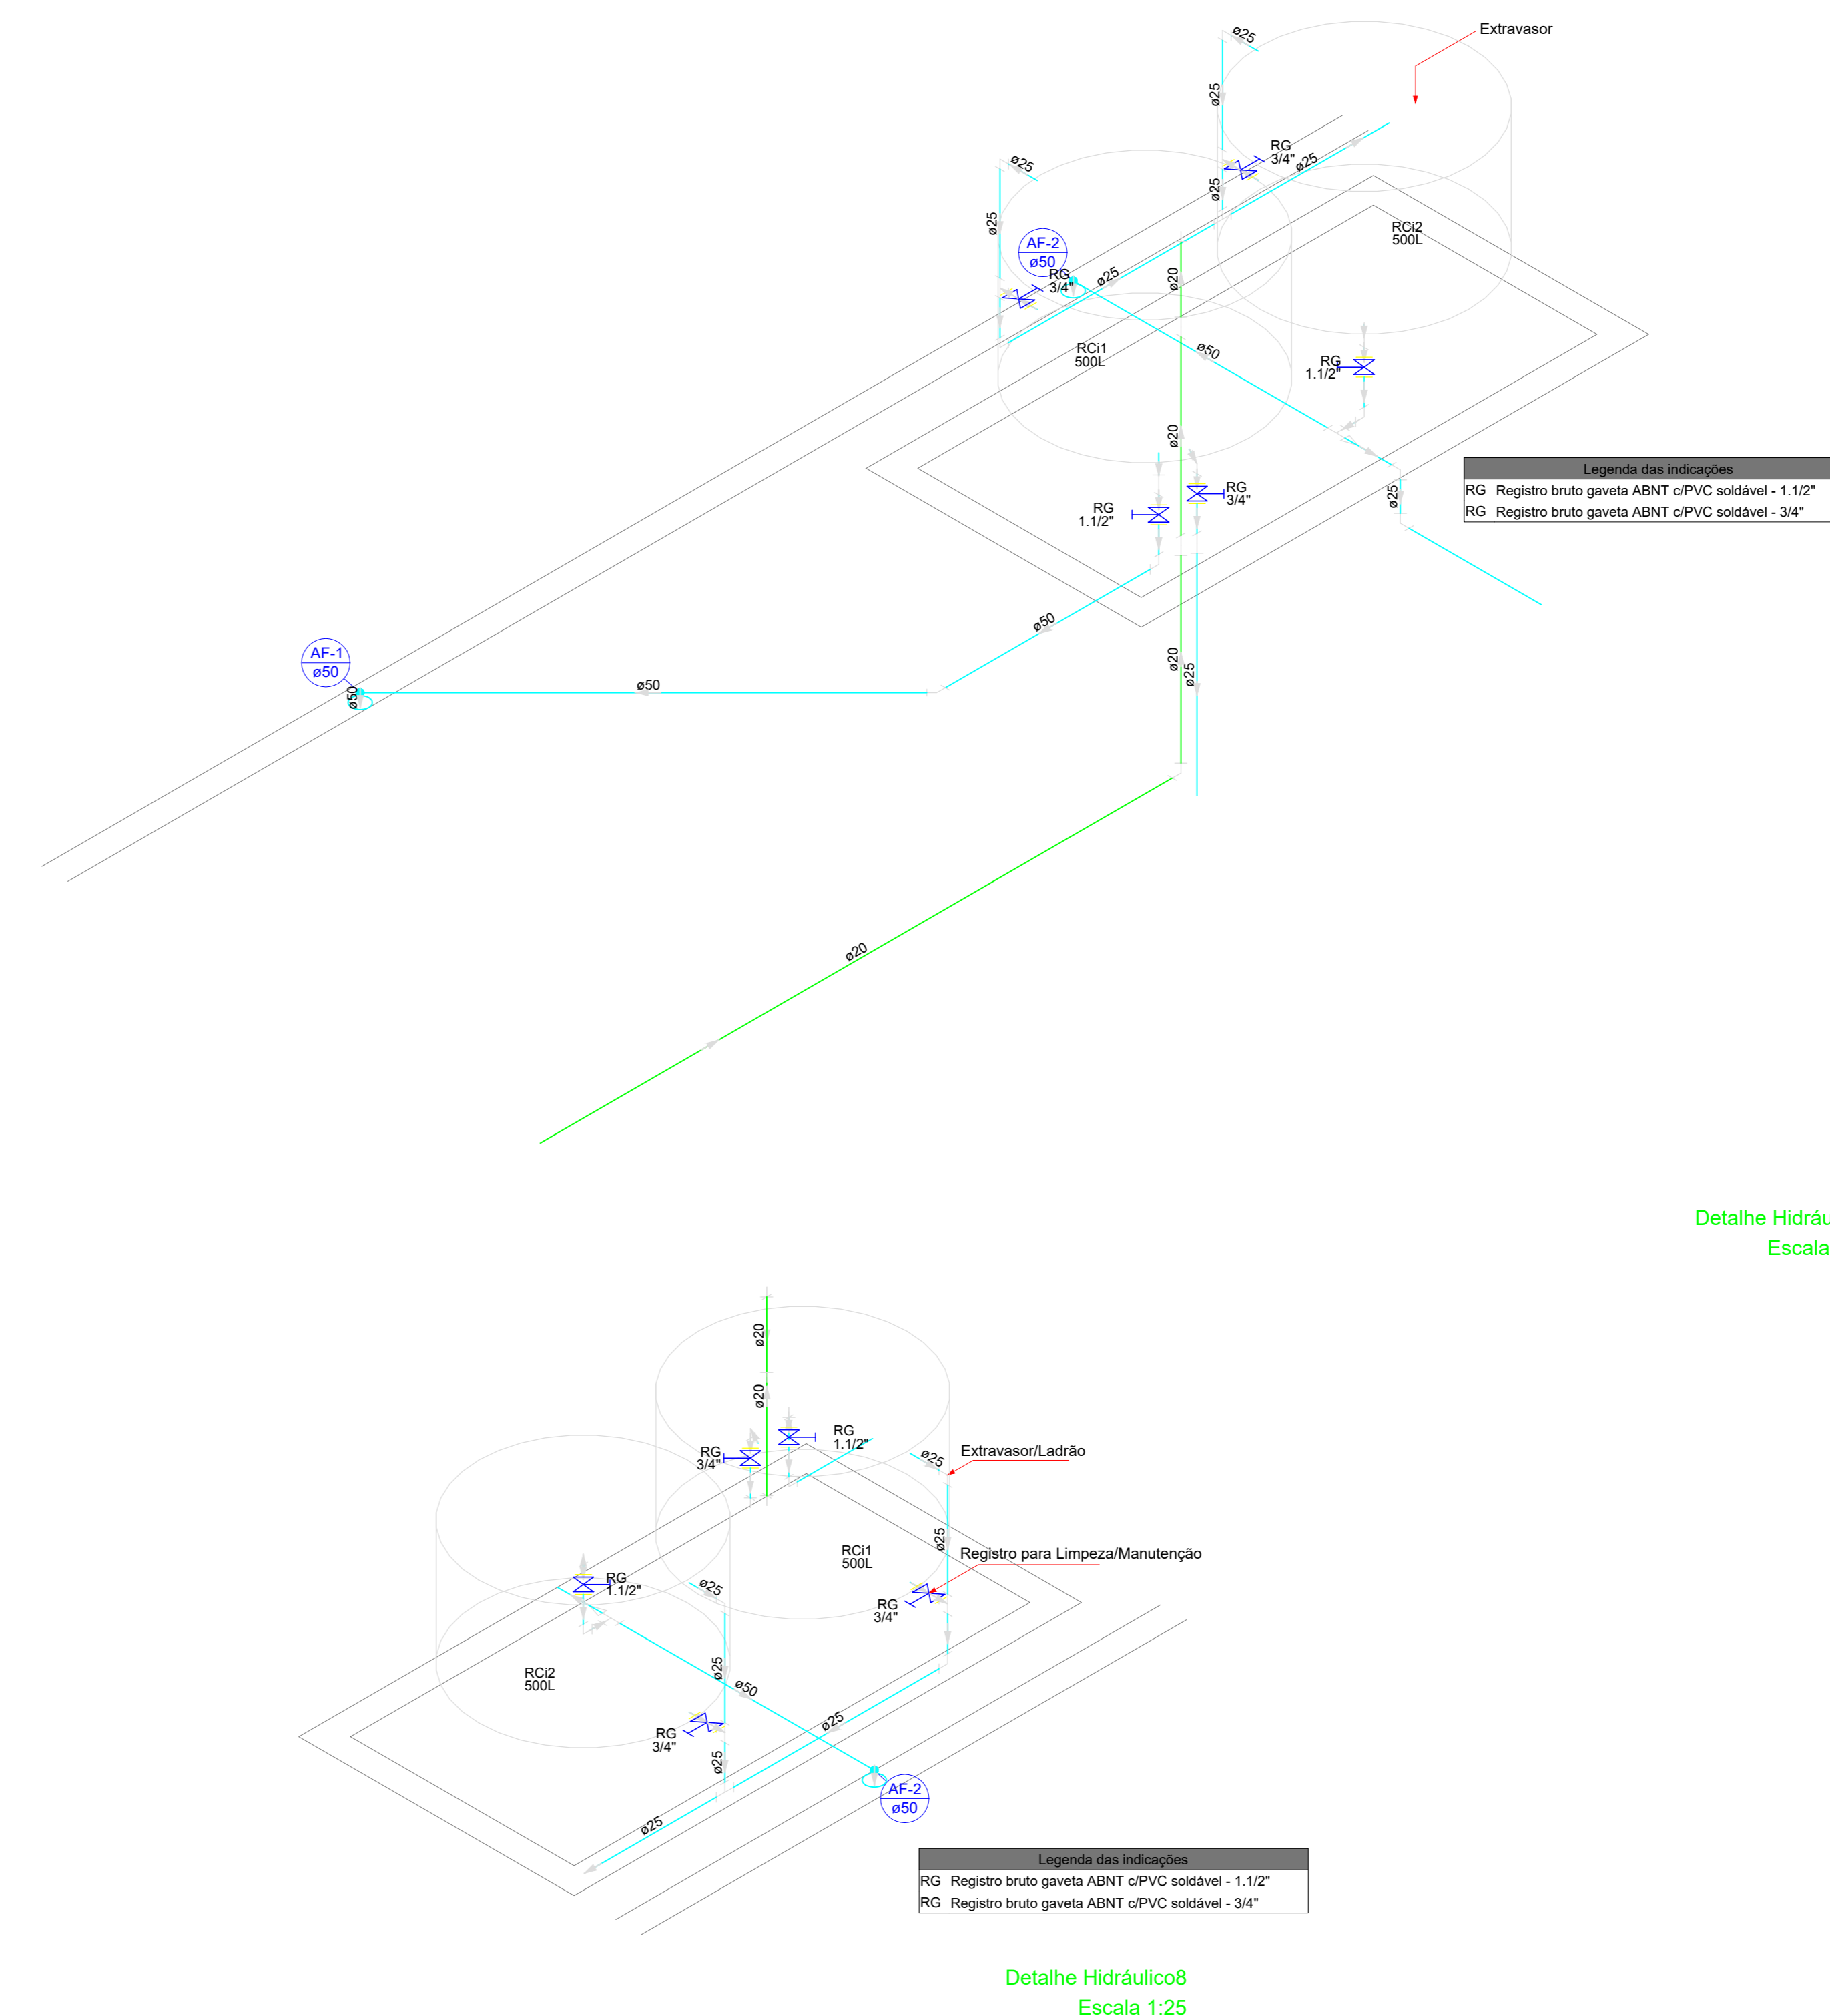 ø25
Extravasor
ø25
RG
3/4"
ø25
ø25
ø25
ø25
AF-2
ø50
RG
3/4"
ø25
ø20
RCi2
500L
RCi1
500L
ø50
RG
1.1/2"
ø20
RG
3/4"
RG
1.1/2"
ø25
Legenda das indicações
RG Registro bruto gaveta ABNT c/PVC soldável - 1.1/2"
RG Registro bruto gaveta ABNT c/PVC soldável - 3/4"
ø50
AF-1
ø50
ø50
ø50
ø20
ø25
ø20
Detalhe Hidráu
Escala
ø20
ø20
RG
1.1/2"
RG
3/4"
ø25
Extravasor/Ladrão
ø25
RCi1
500L
Registro para Limpeza/Manutenção
RG
1.1/2"
ø25
RG
3/4"
RCi2
500L
ø25
ø50
ø25
RG
3/4"
ø25
AF-2
ø50
ø25
Legenda das indicações
RG Registro bruto gaveta ABNT c/PVC soldável - 1.1/2"
RG Registro bruto gaveta ABNT c/PVC soldável - 3/4"
Detalhe Hidráulico8
Escala 1:25